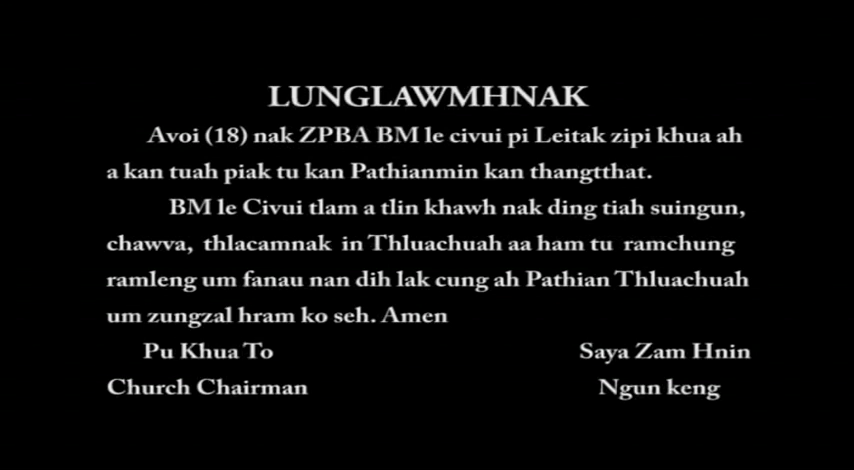 LUNGLAWMHNAK
Avoi (18) nak ZPBA BM le civui pi Leitak zipi khua ah
a kan tuah piak tu kan Pathianmin kan thangtthat.
BM le Civui tlam a tlin khawh nak ding tiah suingun,
chawva, thlacamnak in Thluachuah aa ham tu ramchung
ramleng um fanau nan dih lak cung ah Pathian Thluachuah
um zungzal hram ko seh. Amen
Pu Khua To Saya Zam Hnin
Church Chairman Ngun keng